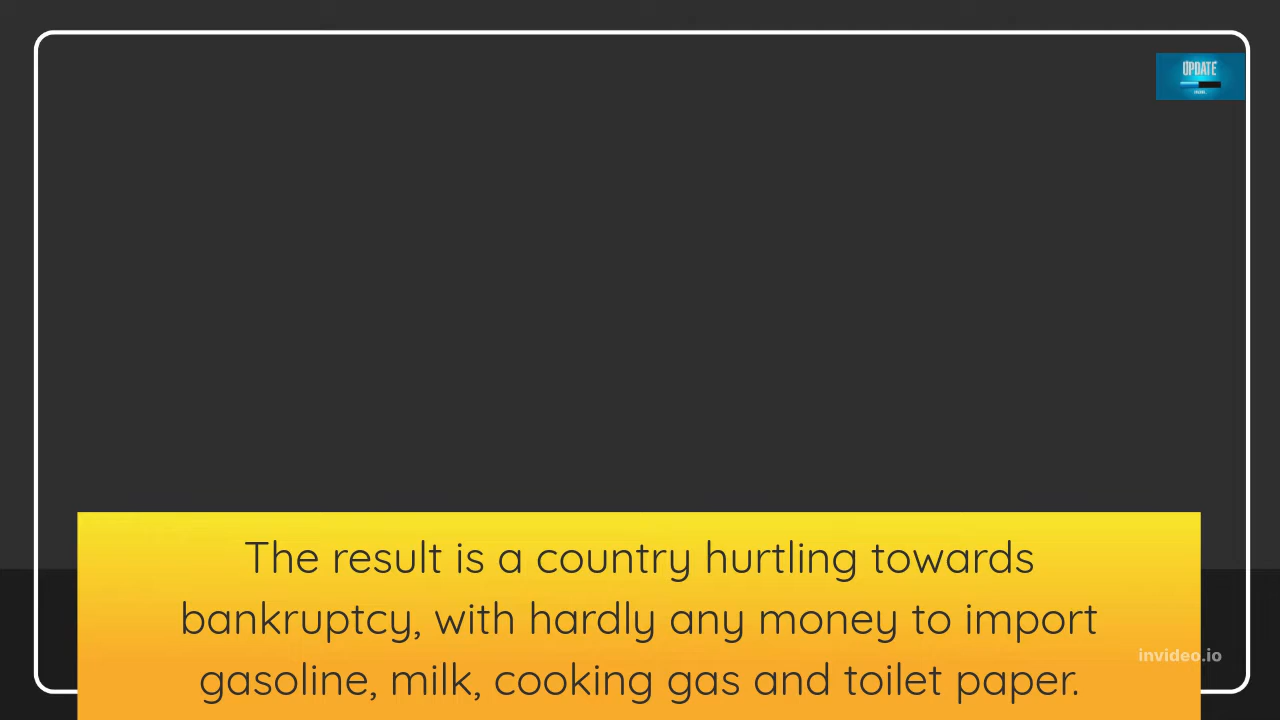 UPDATE
The result is a country hurtling towards
bankruptcy, with hardly any money to import
invideo.io
gasoline, milk, cooking gas and toilet paper.